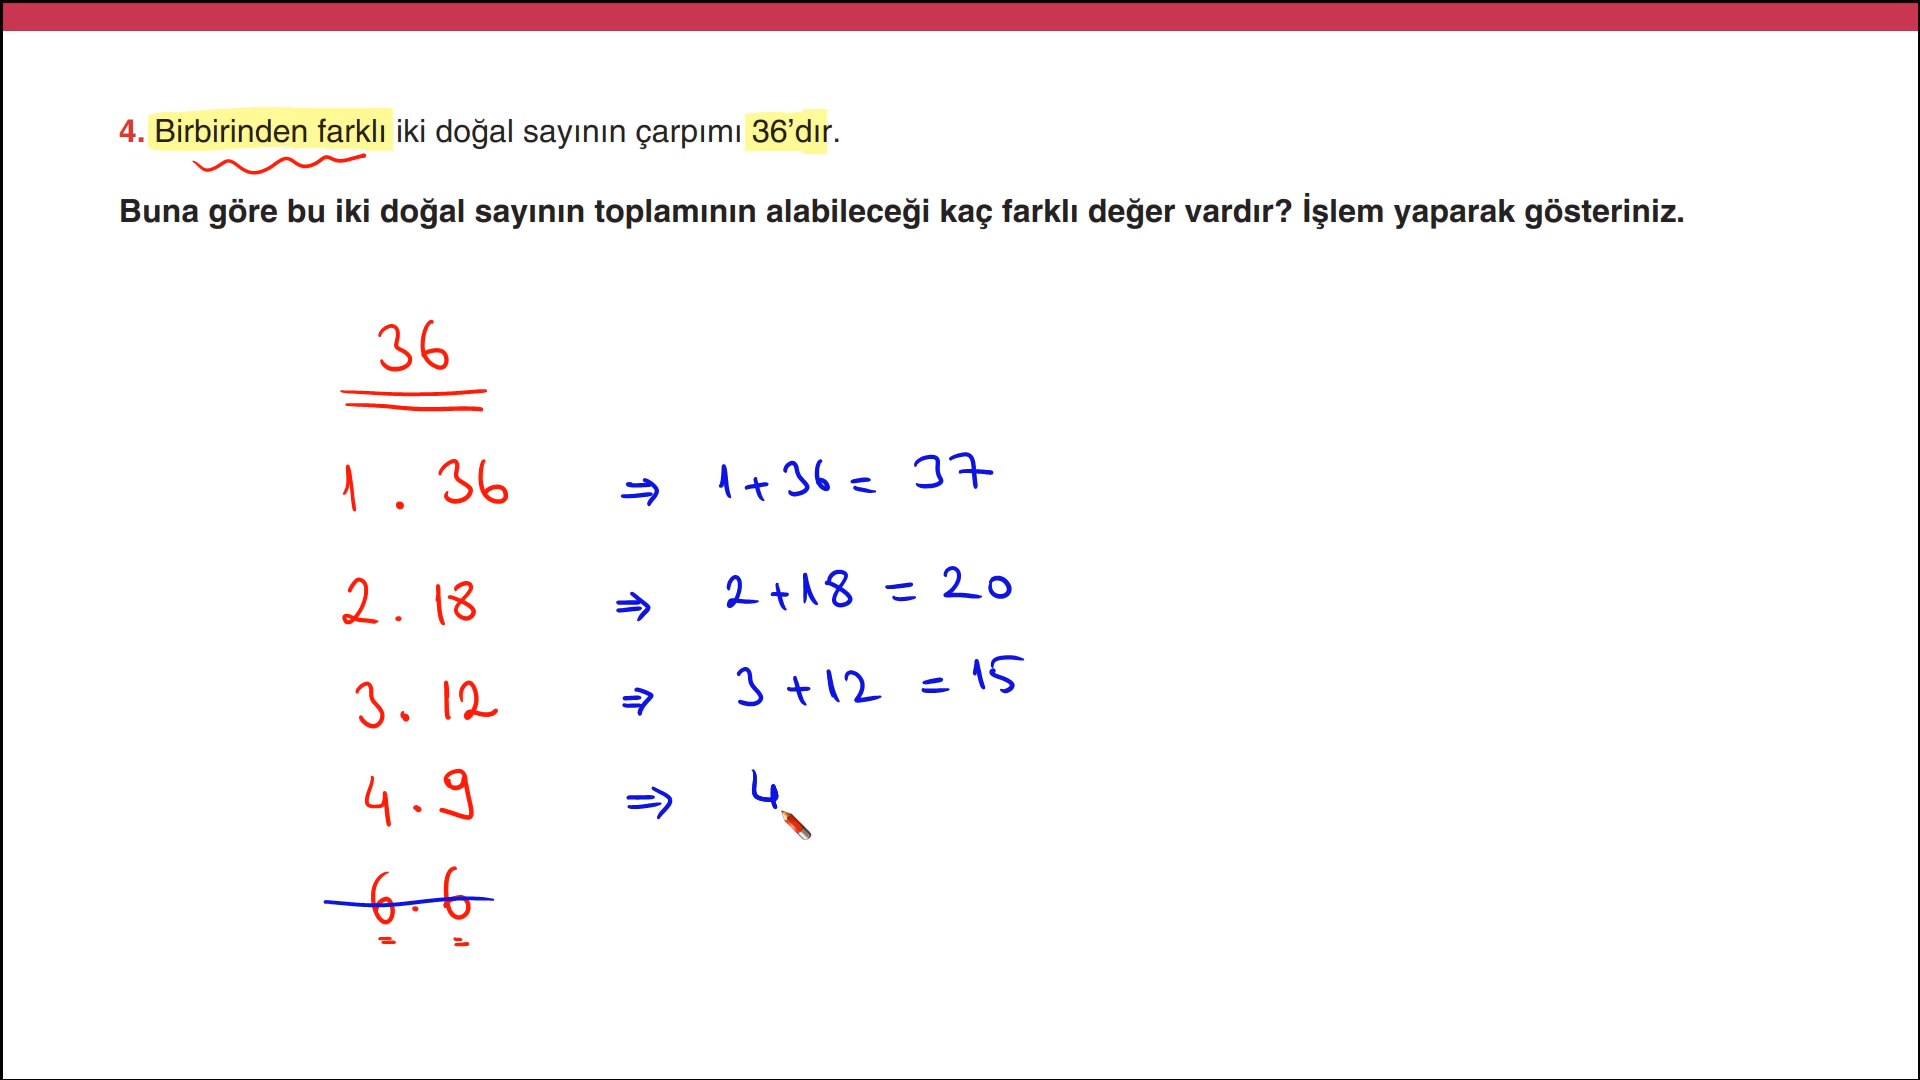 4. Birbirinden farklı iki doğal sayının çarpımı 36’dır.
Buna göre bu iki doğal sayının toplamının alabileceği kaç farklı değer vardır? İşlem yaparak gösteriniz.
36
1 . 36 ⇒ 1+36 = 37
2 . 18 ⇒ 2+18 = 20
3 . 12 ⇒ 3+12 = 15
4 . 9 ⇒ 4
6 . 6